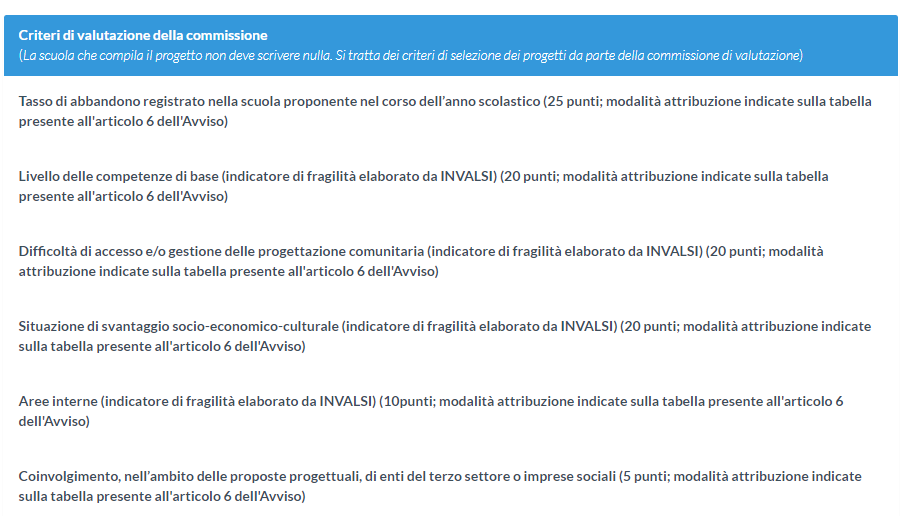 Criteri di valutazione della commissione
(La scuola che compila il progetto non deve scrivere nulla. Si tratta dei criteri di selezione dei progetti da parte della commissione di valutazione)
Tasso di abbandono registrato nella scuola proponente nel corso dell'anno scolastico (25 punti; modalità attribuzione indicate sulla tabella
presente all'articolo 6 dell'Avviso)
Livello delle competenze di base (indicatore di fragilità elaborato da INVALSI) (20 punti; modalità attribuzione indicate sulla tabella
presente all'articolo 6 dell'Avviso)
Difficoltà di accesso e/o gestione delle progettazione comunitaria (indicatore di fragilità elaborato da INVALSI) (20 punti; modalità
attribuzione indicate sulla tabella presente all'articolo 6 dell'Avviso)
Situazione di svantaggio socio-economico-culturale (indicatore di fragilità elaborato da INVALSI) (20 punti; modalità attribuzione indicate
sulla tabella presente all'articolo 6 dell'Avviso)
Aree interne (indicatore di fragilità elaborato da INVALSI) (10punti; modalità attribuzione indicate sulla tabella presente all'articolo 6
dell'Avviso)
Coinvolgimento, nell'ambito delle proposte progettuali, di enti del terzo settore o imprese sociali (5 punti; modalità attribuzione indicate
sulla tabella presente all'articolo 6 dell'Avviso)